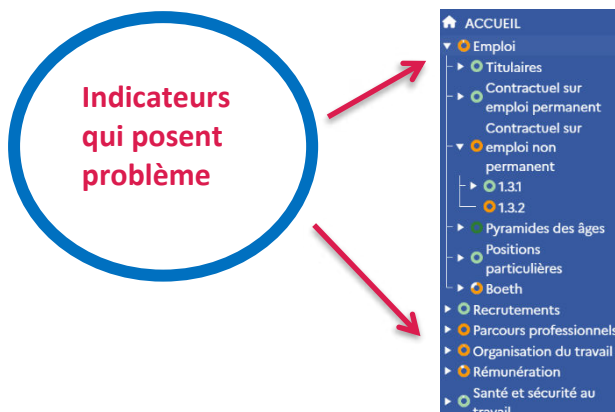 Indicateurs
qui posent
problème
ACCUEIL
Emploi
Titulaires
Contractuel sur
emploi permanent
Contractuel sur
emploi non
permanent
1.3.1
1.3.2
Pyramides des âges
Positions
particulières
Boeth
Recrutements
Parcours professionnels
Organisation du travail
Rémunération
Santé et sécurité au
travail